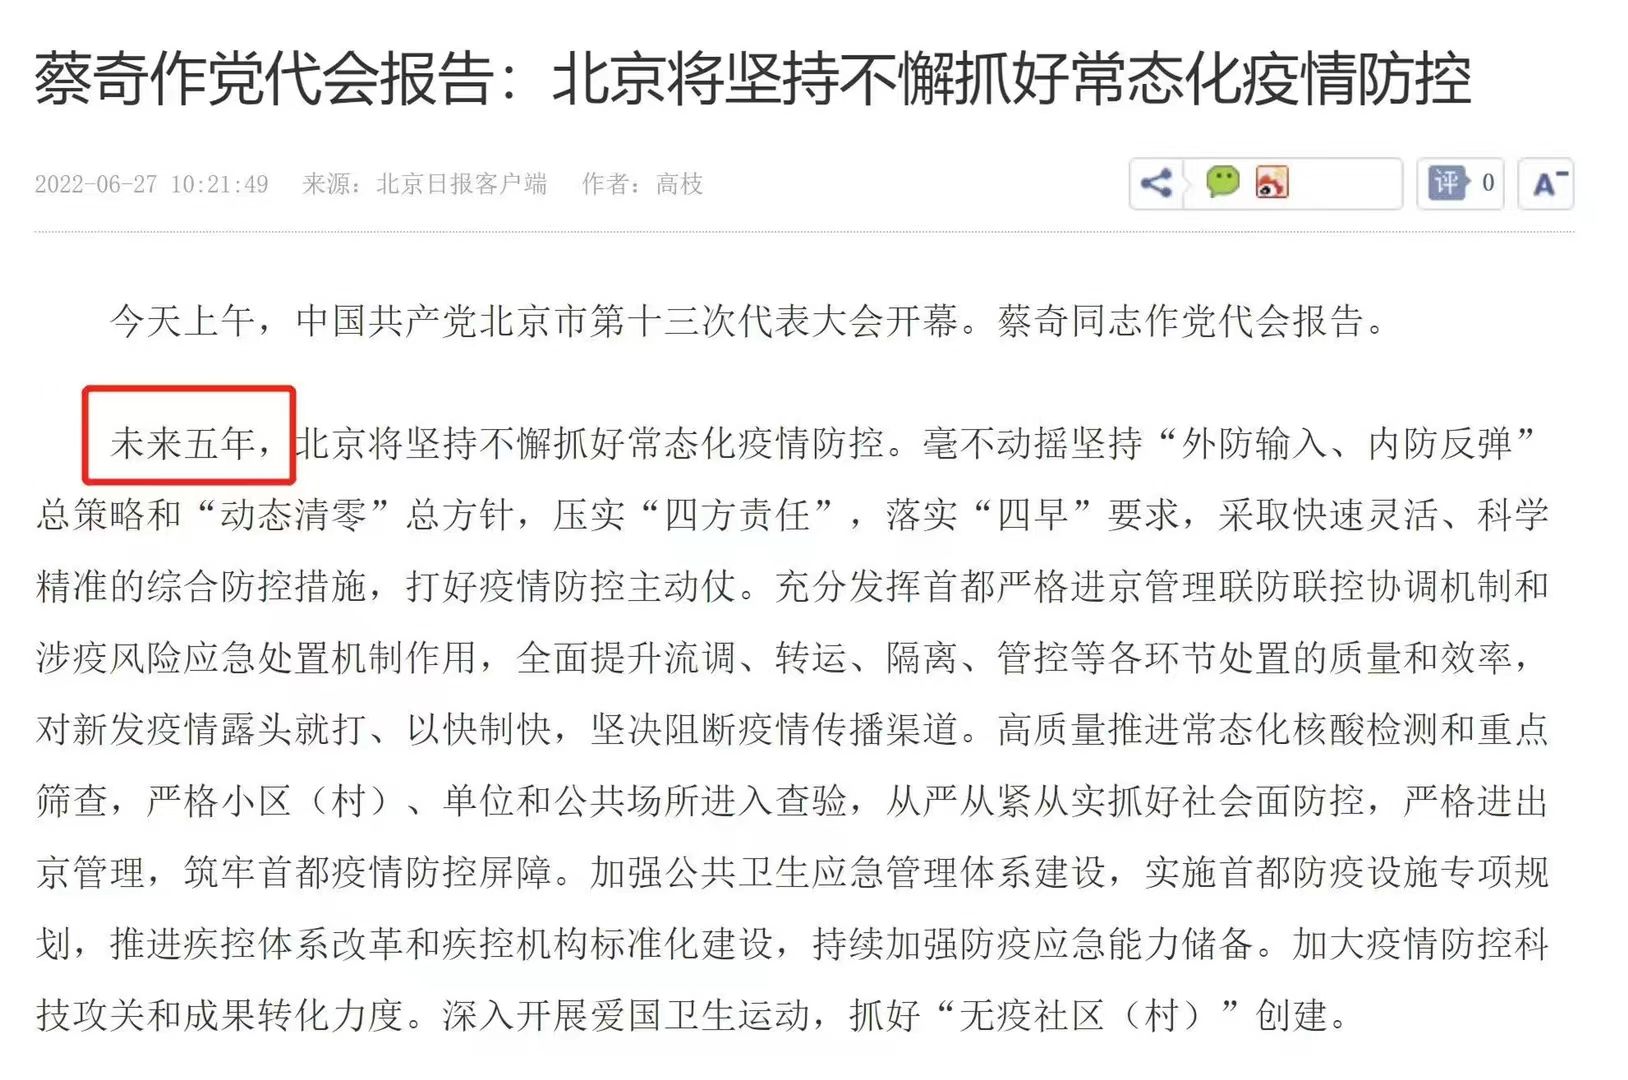 蔡奇作党代会报告：北京将坚持不懈抓好常态化疫情防控
2022-06-27 10:21:49 来源：北京日报客户端 作者：高枝
评 0 A-
今天上午，中国共产党北京市第十三次代表大会开幕。蔡奇同志作党代会报告。
未来五年，北京将坚持不懈抓好常态化疫情防控。毫不动摇坚持“外防输入、内防反弹”
总策略和“动态清零”总方针，压实“四方责任”，落实“四早”要求，采取快速灵活、科学
精准的综合防控措施，打好疫情防控主动仗。充分发挥首都严格进京管理联防联控协调机制和
涉疫风险应急处置机制作用，全面提升流调、转运、隔离、管控等各环节处置的质量和效率，
对新发疫情露头就打、以快制快，坚决阻断疫情传播渠道。高质量推进常态化核酸检测和重点
筛查，严格小区（村）、单位和公共场所进入查验，从严从紧从实抓好社会面防控，严格进出
京管理，筑牢首都疫情防控屏障。加强公共卫生应急管理体系建设，实施首都防疫设施专项规
划，推进疾控体系改革和疾控机构标准化建设，持续加强防疫应急能力储备。加大疫情防控科
技攻关和成果转化力度。深入开展爱国卫生运动，抓好“无疫社区（村）”创建。